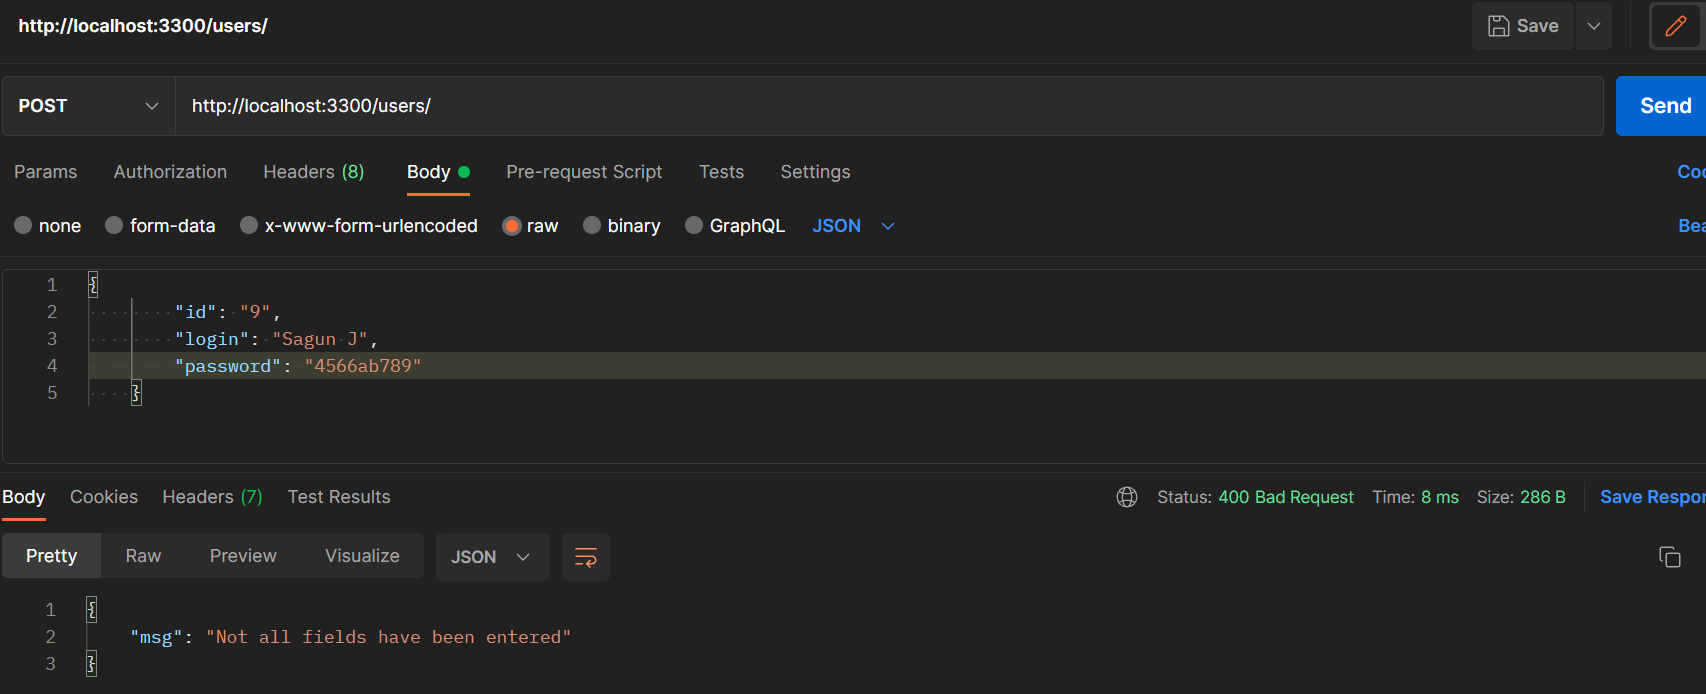 http://localhost:3300/users/
Save
POST http://localhost:3300/users/ Send
Params Authorization Headers (8) Body Pre-request Script Tests Settings Coo
none form-data x-www-form-urlencoded raw binary GraphQL JSON Bea
1 {
2 "id": "9",
3 "login": "Sagun J",
4 "password": "4566ab789"
5 }
Body Cookies Headers (7) Test Results Status: 400 Bad Request Time: 8 ms Size: 286 B Save Respon
Pretty Raw Preview Visualize JSON
1 {
2 "msg": "Not all fields have been entered"
3 }